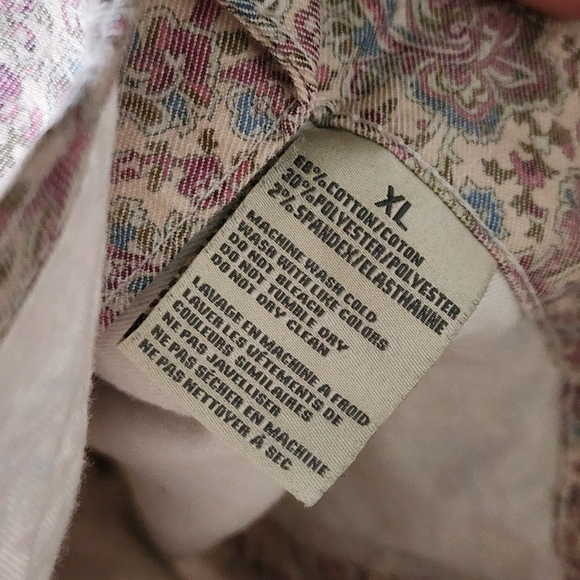 XL
68% COTTON/COTON
30% POLYESTER/POLYESTER
2% SPANDEX/ELASTHANNE
MACHINE WASH COLD
WASH WITH LIKE COLORS
DO NOT BLEACH
DO NOT TUMBLE DRY
DO NOT DRY CLEAN
LAVAGE EN MACHINE A FROID
LAVER LES VÊTEMENTS DE
COULEURS SIMILAIRES
NE PAS JAVELLISER
NE PAS SÉCHER EN MACHINE
NE PAS NETTOYER À SEC